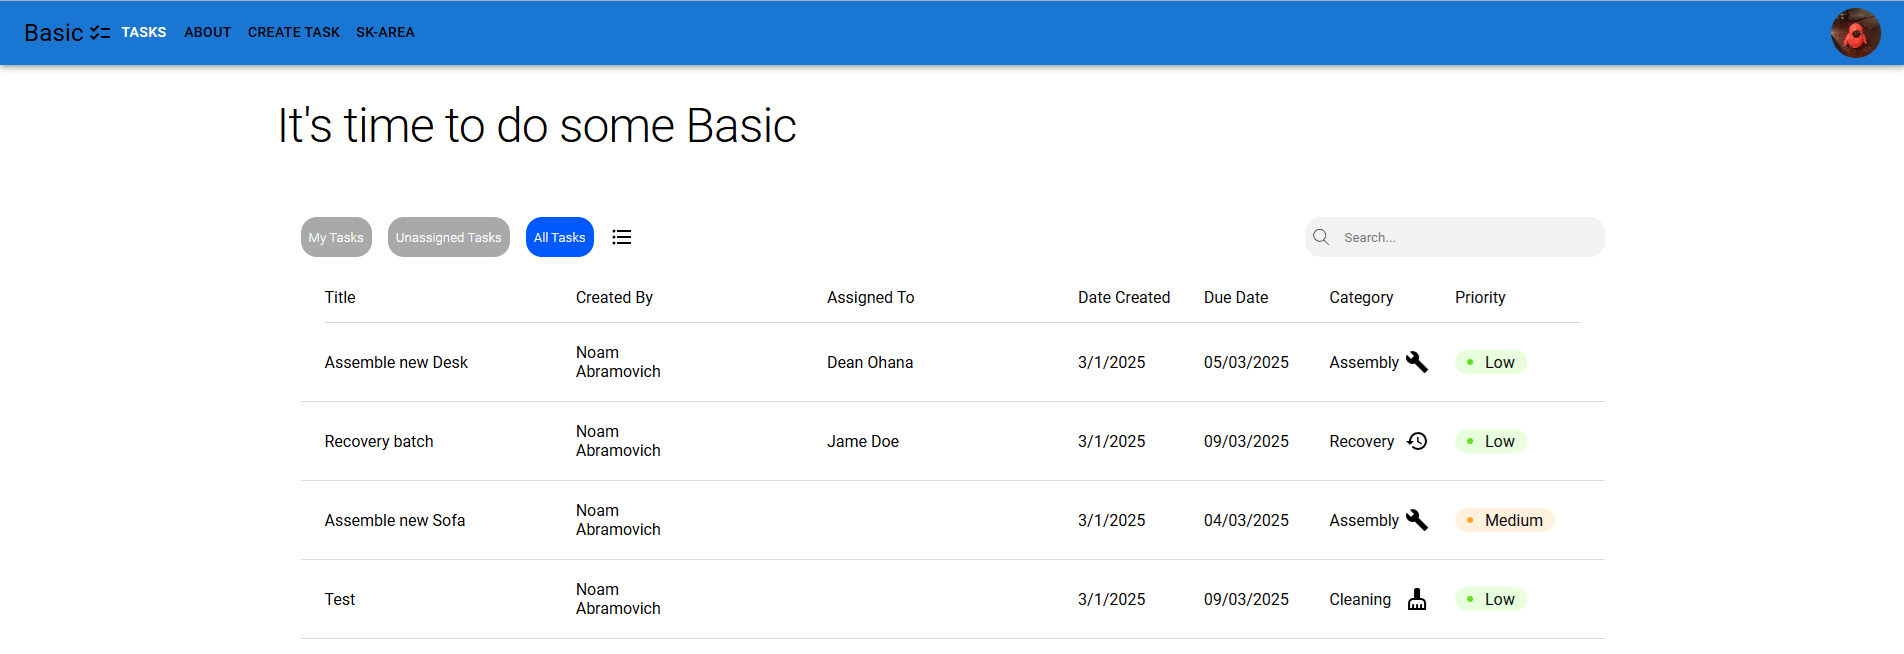 Basic TASKS ABOUT CREATE TASK SK-AREA
It's time to do some Basic
My Tasks Unassigned Tasks All Tasks Search...
Title Created By Assigned To Date Created Due Date Category Priority
Assemble new Desk Noam Abramovich Dean Ohana 3/1/2025 05/03/2025 Assembly Low
Recovery batch Noam Abramovich Jame Doe 3/1/2025 09/03/2025 Recovery Low
Assemble new Sofa Noam Abramovich 3/1/2025 04/03/2025 Assembly Medium
Test Noam Abramovich 3/1/2025 09/03/2025 Cleaning Low